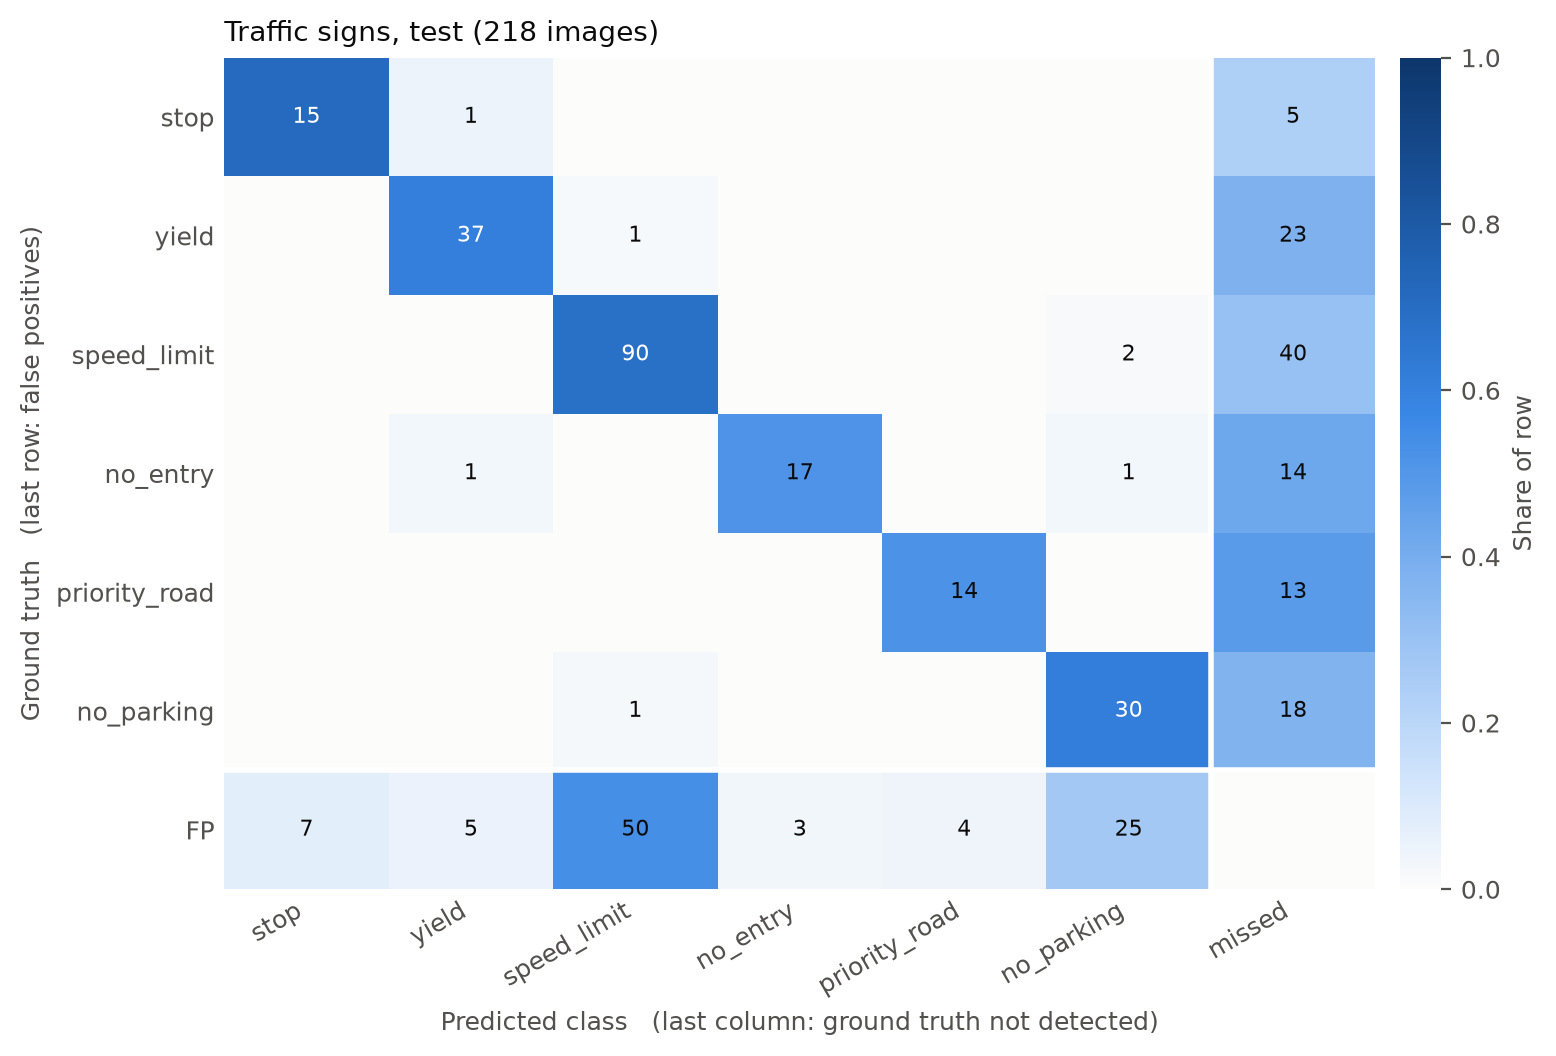 Traffic signs, test (218 images)
stop 15 1 5
yield 37 1 23
speed_limit 90 2 40
no_entry 1 17 1 14
priority_road 14 13
no_parking 1 30 18
FP 7 5 50 3 4 25
stop yield speed_limit no_entry priority_road no_parking missed
Predicted class (last column: ground truth not detected)
Ground truth (last row: false positives)
1.0
0.8
0.6
0.4
0.2
0.0
Share of row